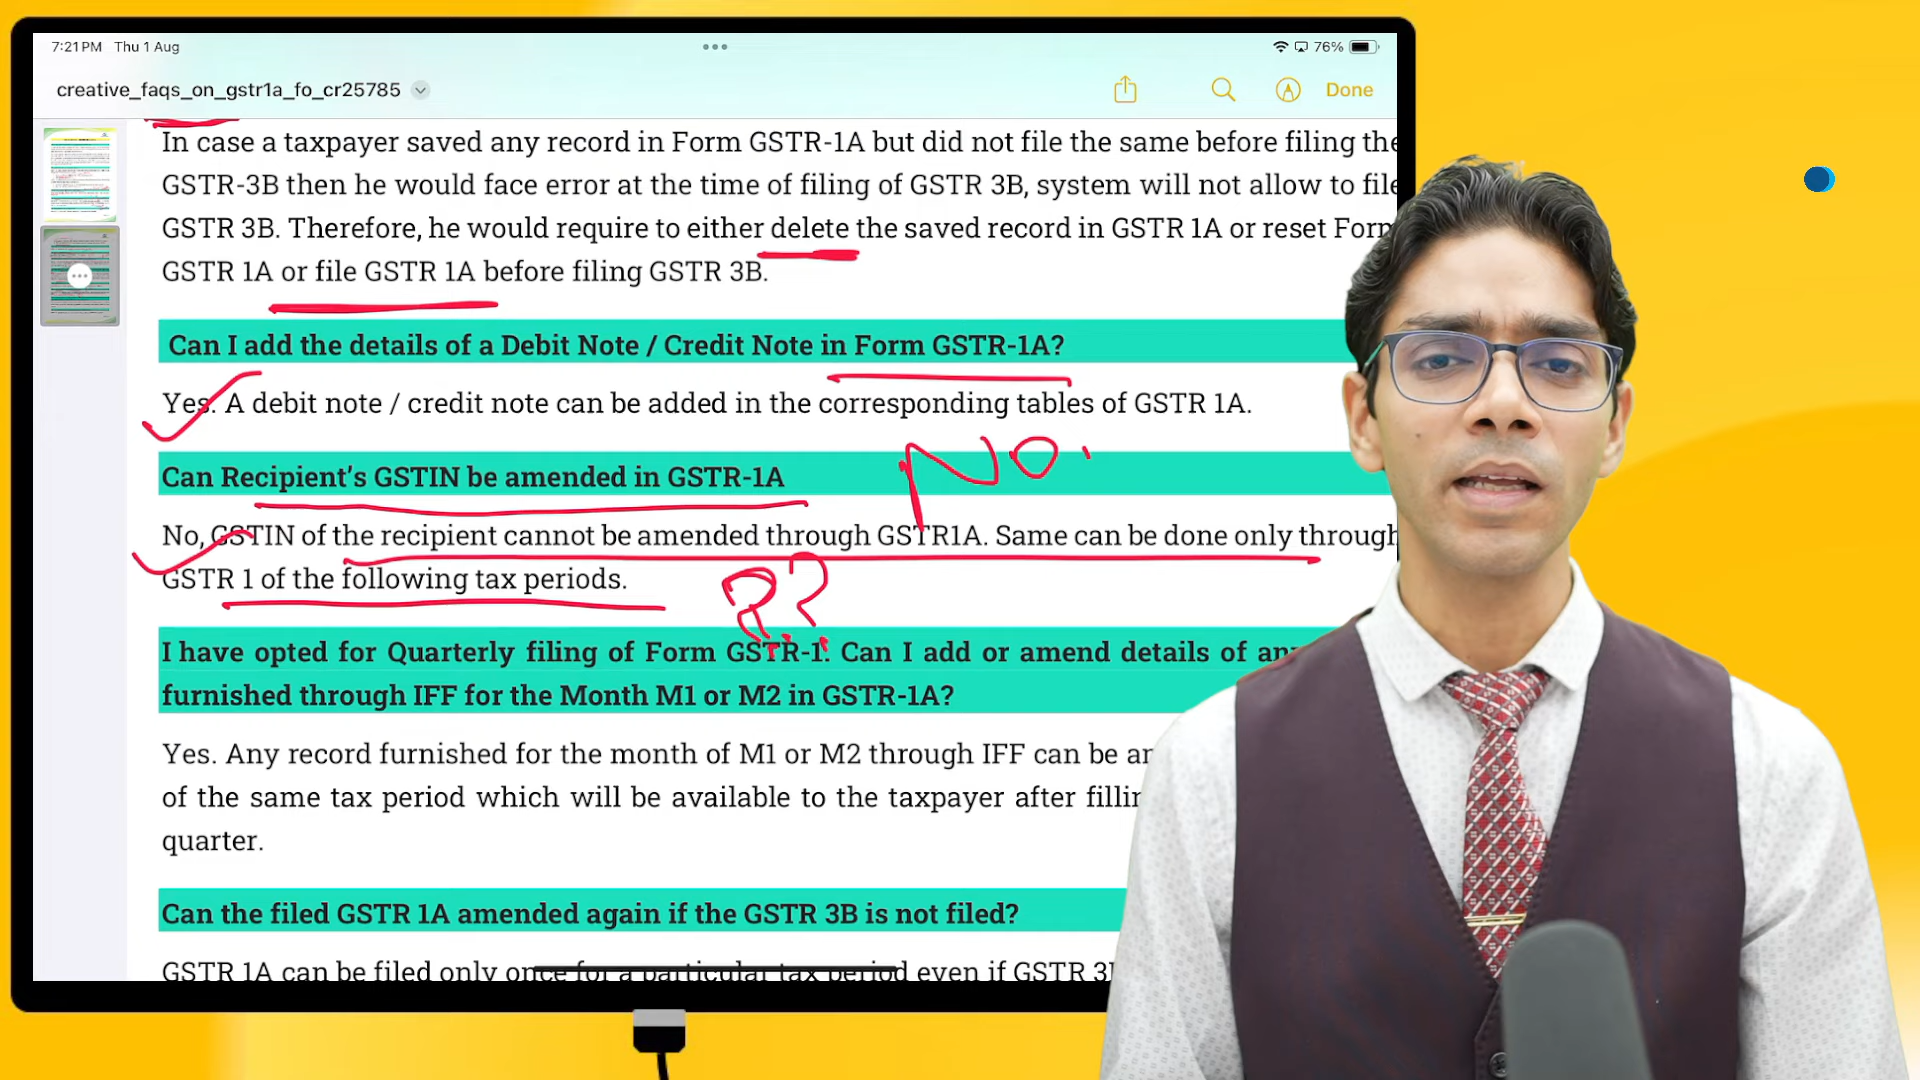 7:21 PM Thu 1 Aug
76%
creative_faqs_on_gstr1a_fo_cr25785
Done
In case a taxpayer saved any record in Form GSTR-1A but did not file the same before filing the
GSTR-3B then he would face error at the time of filing of GSTR 3B, system will not allow to file
GSTR 3B. Therefore, he would require to either delete the saved record in GSTR 1A or reset Form
GSTR 1A or file GSTR 1A before filing GSTR 3B.
Can I add the details of a Debit Note / Credit Note in Form GSTR-1A?
Yes. A debit note / credit note can be added in the corresponding tables of GSTR 1A.
No.
Can Recipient's GSTIN be amended in GSTR-1A
No, GSTIN of the recipient cannot be amended through GSTR1A. Same can be done only through
GSTR 1 of the following tax periods.
??
I have opted for Quarterly filing of Form GSTR-1. Can I add or amend details of
furnished through IFF for the Month M1 or M2 in GSTR-1A?
Yes. Any record furnished for the month of M1 or M2 through IFF can be
of the same tax period which will be available to the taxpayer after
quarter.
Can the filed GSTR 1A amended again if the GSTR 3B is not filed?
GSTR 1A can be filed only once for a particular tax period even if GSTR